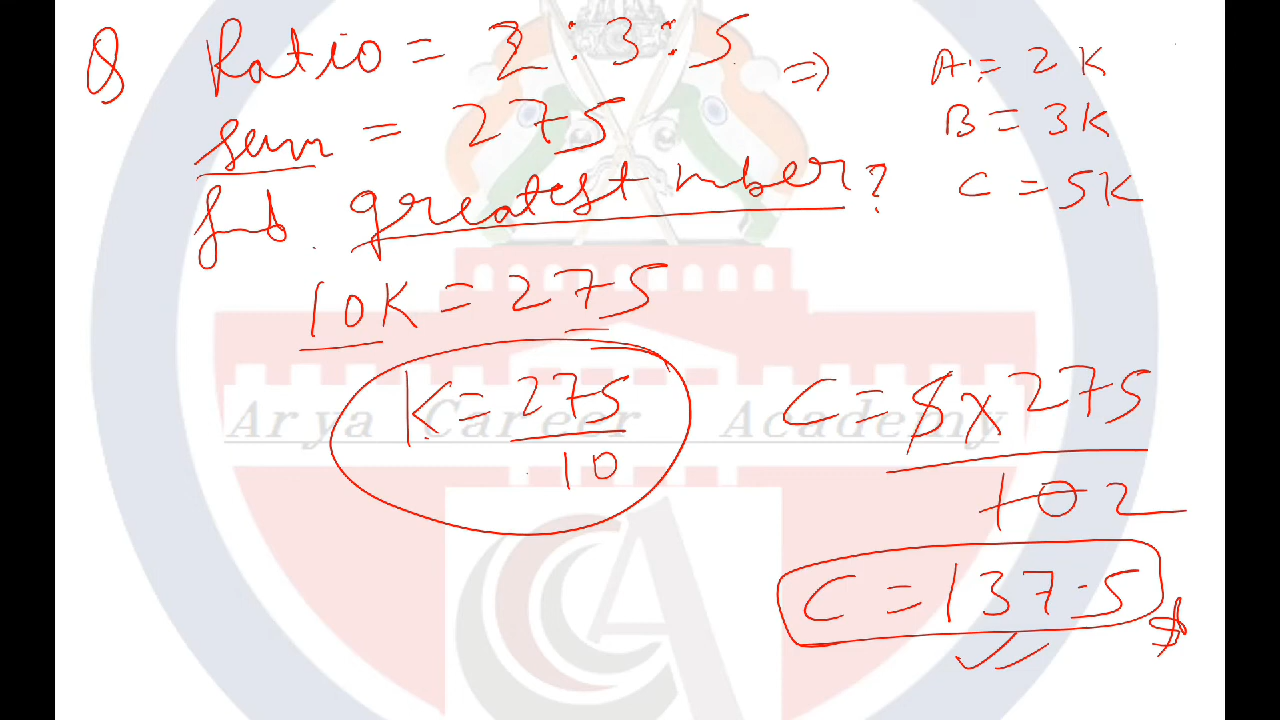 Q Ratio = 2 : 3 : 5 ⇒
sum = 275
find greatest nmber?
A = 2K
B = 3K
C = 5K
10K = 275
K = 275
10
C = 5 x 275
10 2
C = 137.5
Arya Career Academy